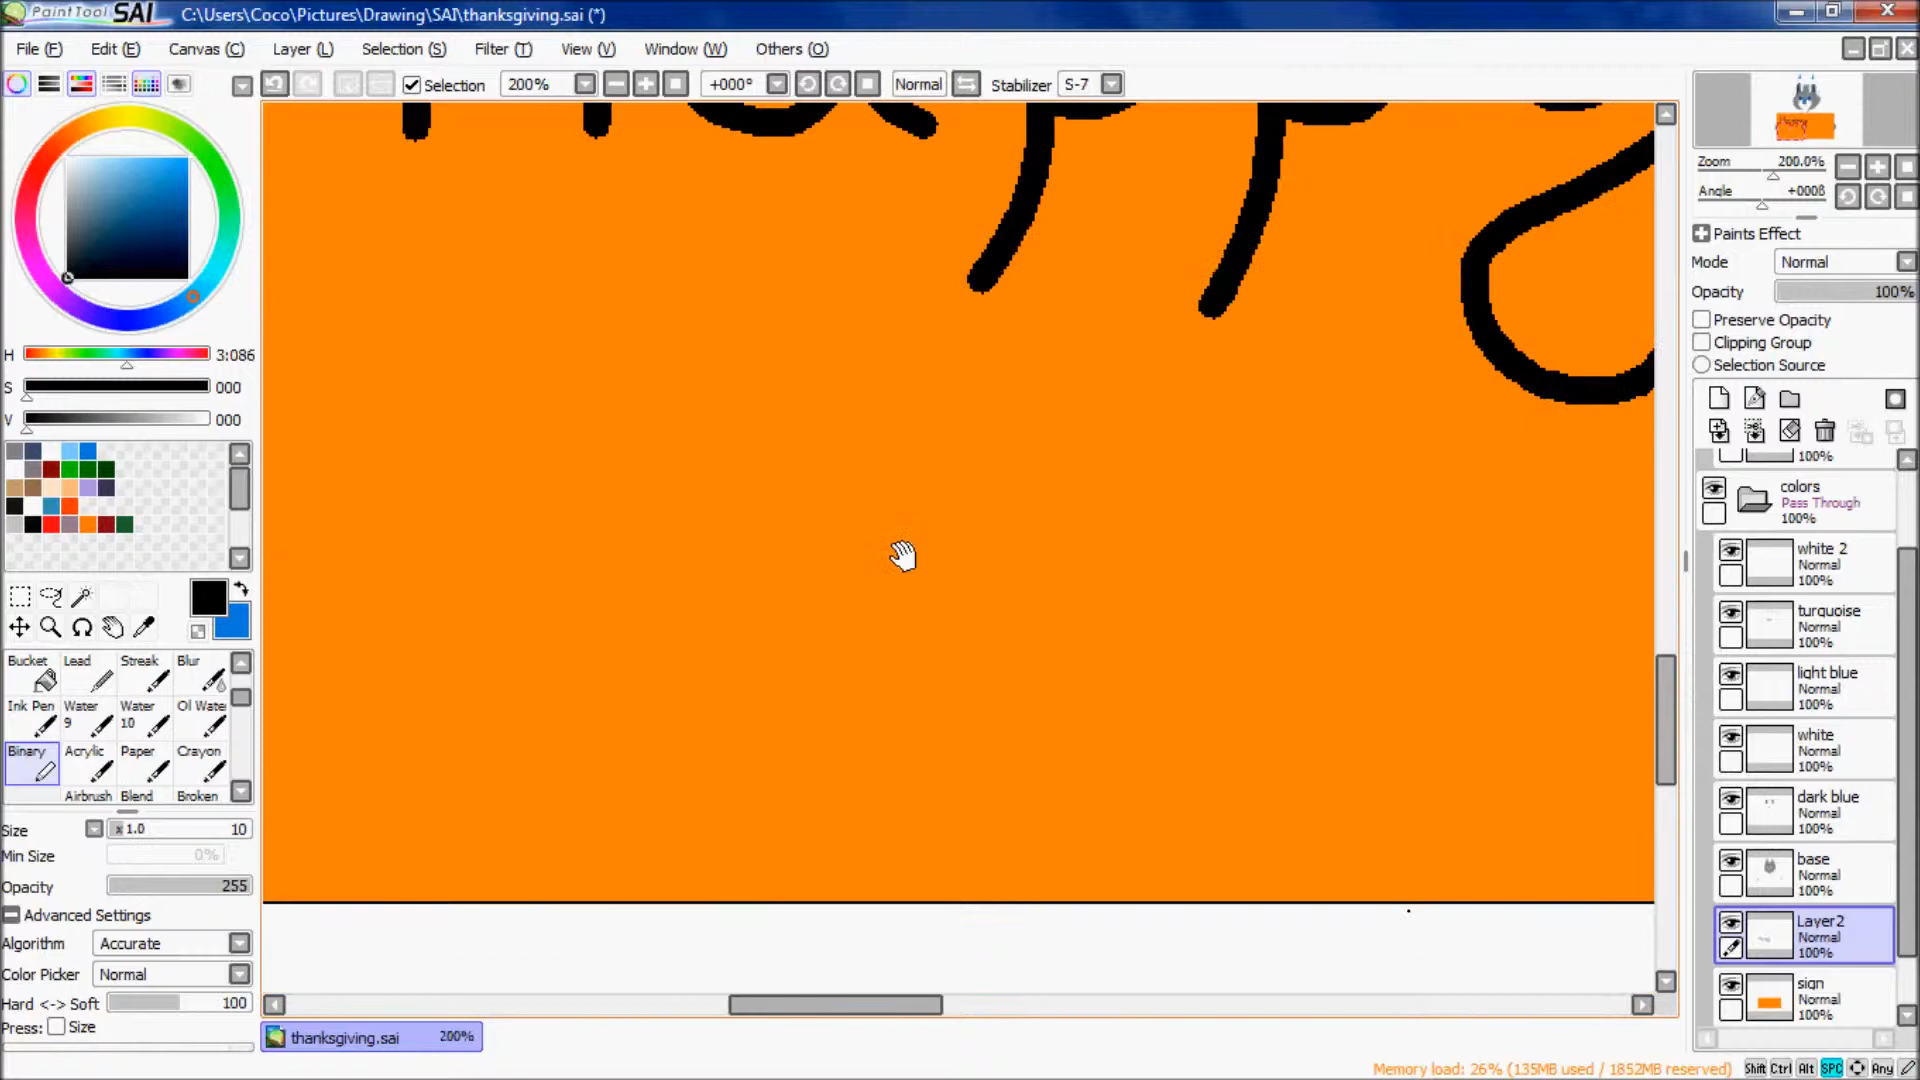 PaintTool SAI C:\Users\Coco\Pictures\Drawing\SAI\thanksgiving.sai (*)
File (F) Edit (E) Canvas (C) Layer (L) Selection (S) Filter (T) View (V) Window (W) Others (O)
Selection 200% +000° Normal Stabilizer S-7
Zoom 200.0%
Angle +000ß
Paints Effect
Mode Normal
Opacity 100%
Preserve Opacity
Clipping Group
Selection Source
H 3:086
S 000
V 000
100%
colors
Pass Through
100%
white 2
Normal
100%
turquoise
Normal
100%
light blue
Normal
100%
white
Normal
100%
dark blue
Normal
100%
base
Normal
100%
Layer2
Normal
100%
sign
Normal
100%
Bucket Lead Streak Blur
Ink Pen Water 9 Water 10 Ol Wate
Binary Acrylic Paper Crayon
Airbrush Blend Broken
Size x 1.0 10
Min Size 0%
Opacity 255
Advanced Settings
Algorithm Accurate
Color Picker Normal
Hard <-> Soft 100
Press: Size
thanksgiving.sai 200%
Memory load: 26% (135MB used / 1852MB reserved) Shift Ctrl Alt SPC Any